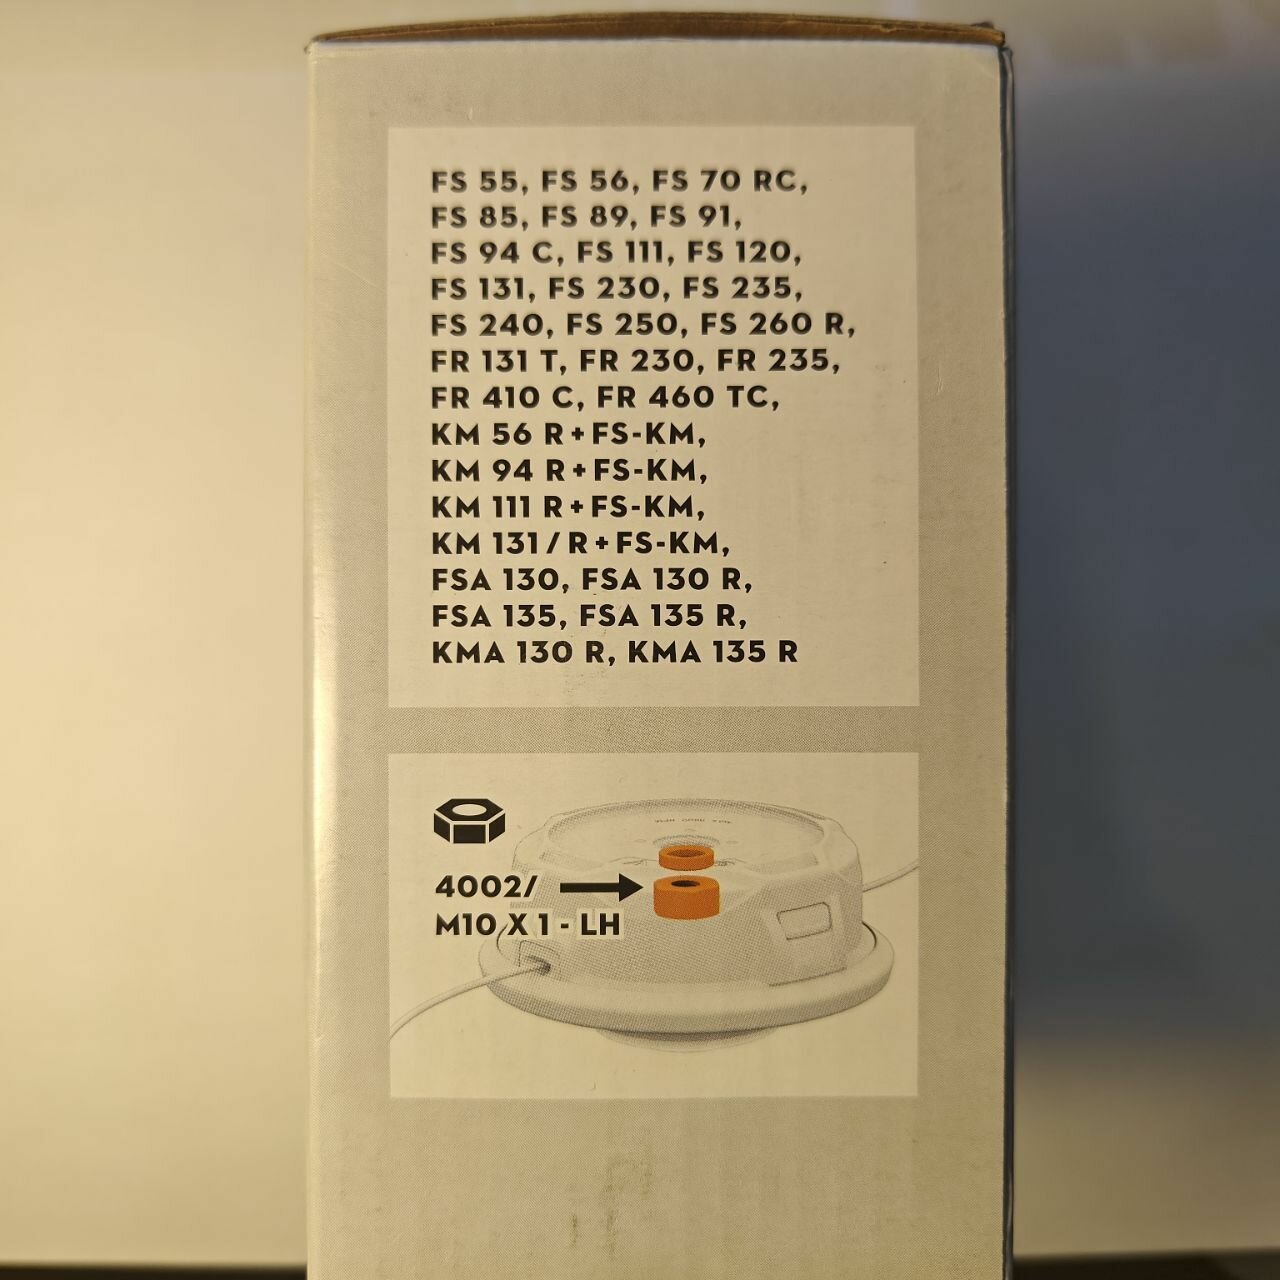 FS 55, FS 56, FS 70 RC,
FS 85, FS 89, FS 91,
FS 94 C, FS 111, FS 120,
FS 131, FS 230, FS 235,
FS 240, FS 250, FS 260 R,
FR 131 T, FR 230, FR 235,
FR 410 C, FR 460 TC,
KM 56 R+FS-KM,
KM 94 R+FS-KM,
KM 111 R+FS-KM,
KM 131/R+FS-KM,
FSA 130, FSA 130 R,
FSA 135, FSA 135 R,
KMA 130 R, KMA 135 R
4002/
M10 X 1 - LH